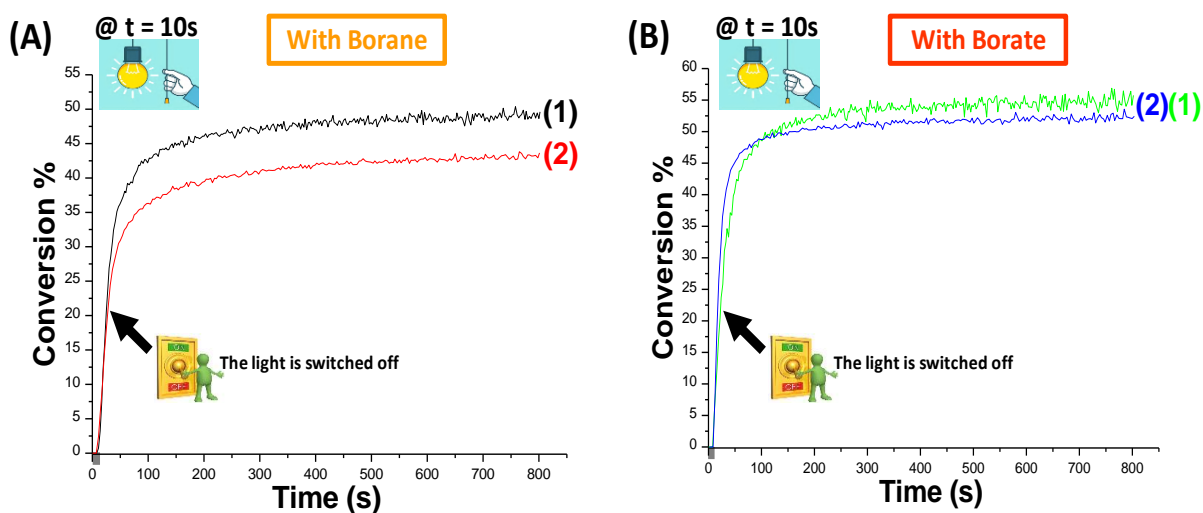 (A)
@ t = 10s
With Borane
55
50
45
40
35
30
25
20
15
10
5
0
Conversion %
(1)
(2)
The light is switched off
0 100 200 300 400 500 600 700 800
Time (s)
(B)
@ t = 10s
With Borate
60
55
50
45
40
35
30
25
20
15
10
5
0
Conversion %
(2)(1)
The light is switched off
0 100 200 300 400 500 600 700 800
Time (s)